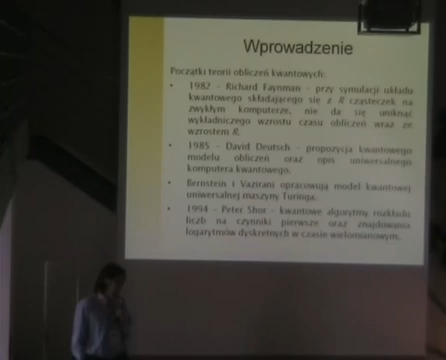 Wprowadzenie
Początki teorii obliczeń kwantowych:
• 1982 - Richard Faynman - przy symulacji układu
kwantowego składającego się z R cząsteczek na
zwykłym komputerze, nie da się uniknąć
wykładniczego wzrostu czasu obliczeń wraz ze
wzrostem R.
• 1985 - David Deutsch - propozycja kwantowego
modelu obliczeń oraz opis uniwersalnego
komputera kwantowego.
• Bernstein i Vazirani opracowują model kwantowej
uniwersalnej maszyny Turinga.
• 1994 - Peter Shor - kwantowe algorytmy rozkładu
liczb na czynniki pierwsze oraz znajdowania
logarytmów dyskretnych w czasie wielomianowym.